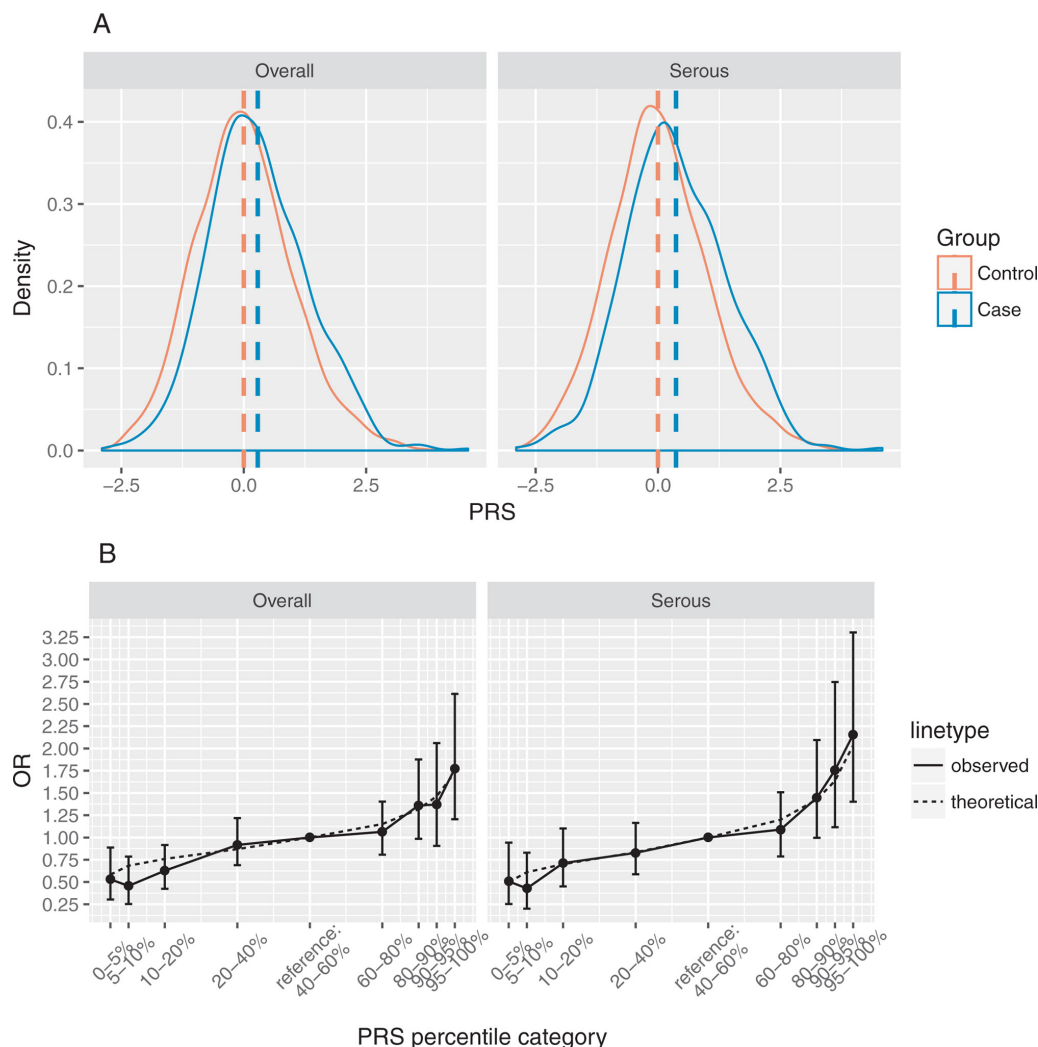 A
Overall
Serous
0.4
0.3
0.2
0.1
0.0
Density
−2.5
0.0
2.5
−2.5
0.0
2.5
PRS
Group
Control
Case
B
Overall
Serous
3.25
3.00
2.75
2.50
2.25
2.00
1.75
1.50
1.25
1.00
0.75
0.50
0.25
OR
0–5%
5–10%
10–20%
20–40%
reference:
40–60%
60–80%
80–90%
90–95%
95–100%
0–5%
5–10%
10–20%
20–40%
reference:
40–60%
60–80%
80–90%
90–95%
95–100%
PRS percentile category
linetype
observed
theoretical